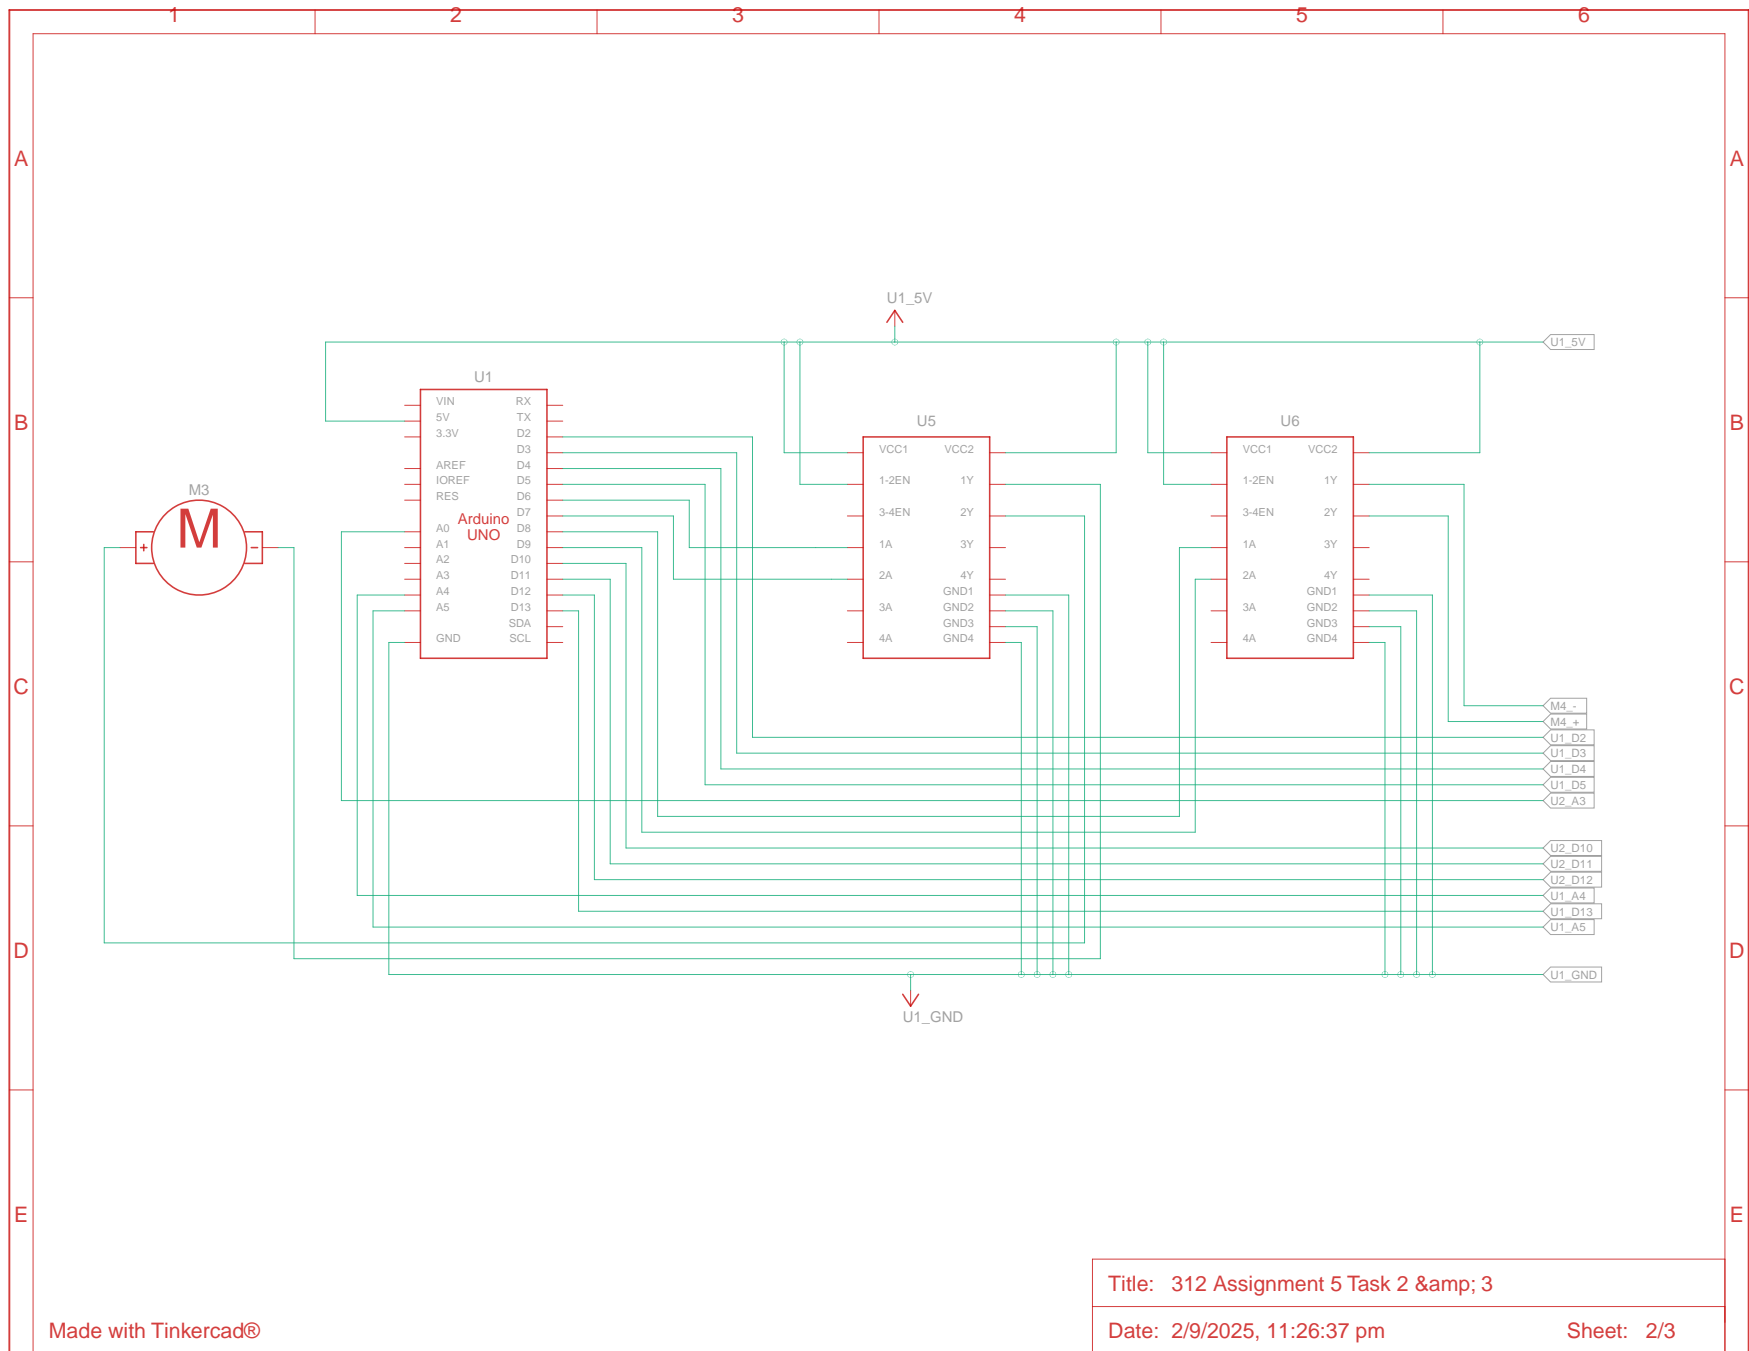 1 2 3 4 5 6
A A
U1_5V
U1_5V
U1
VIN RX
5V TX
3.3V D2
D3
AREF D4
IOREF D5
RES D6
D7
A0 D8
A1 D9
A2 D10
A3 D11
A4 D12
A5 D13
SDA
GND SCL
Arduino
UNO
B B
U5
VCC1 VCC2
1-2EN 1Y
3-4EN 2Y
1A 3Y
2A 4Y
GND1
3A GND2
GND3
4A GND4
U6
VCC1 VCC2
1-2EN 1Y
3-4EN 2Y
1A 3Y
2A 4Y
GND1
3A GND2
GND3
4A GND4
M3
M
+ -
C C
M4_-
M4_+
U1_D2
U1_D3
U1_D4
U1_D5
U2_A3
U2_D10
U2_D11
U2_D12
U1_A4
U1_D13
U1_A5
D D
U1_GND
U1_GND
E E
Title: 312 Assignment 5 Task 2 &amp; 3
Made with Tinkercad®
Date: 2/9/2025, 11:26:37 pm Sheet: 2/3